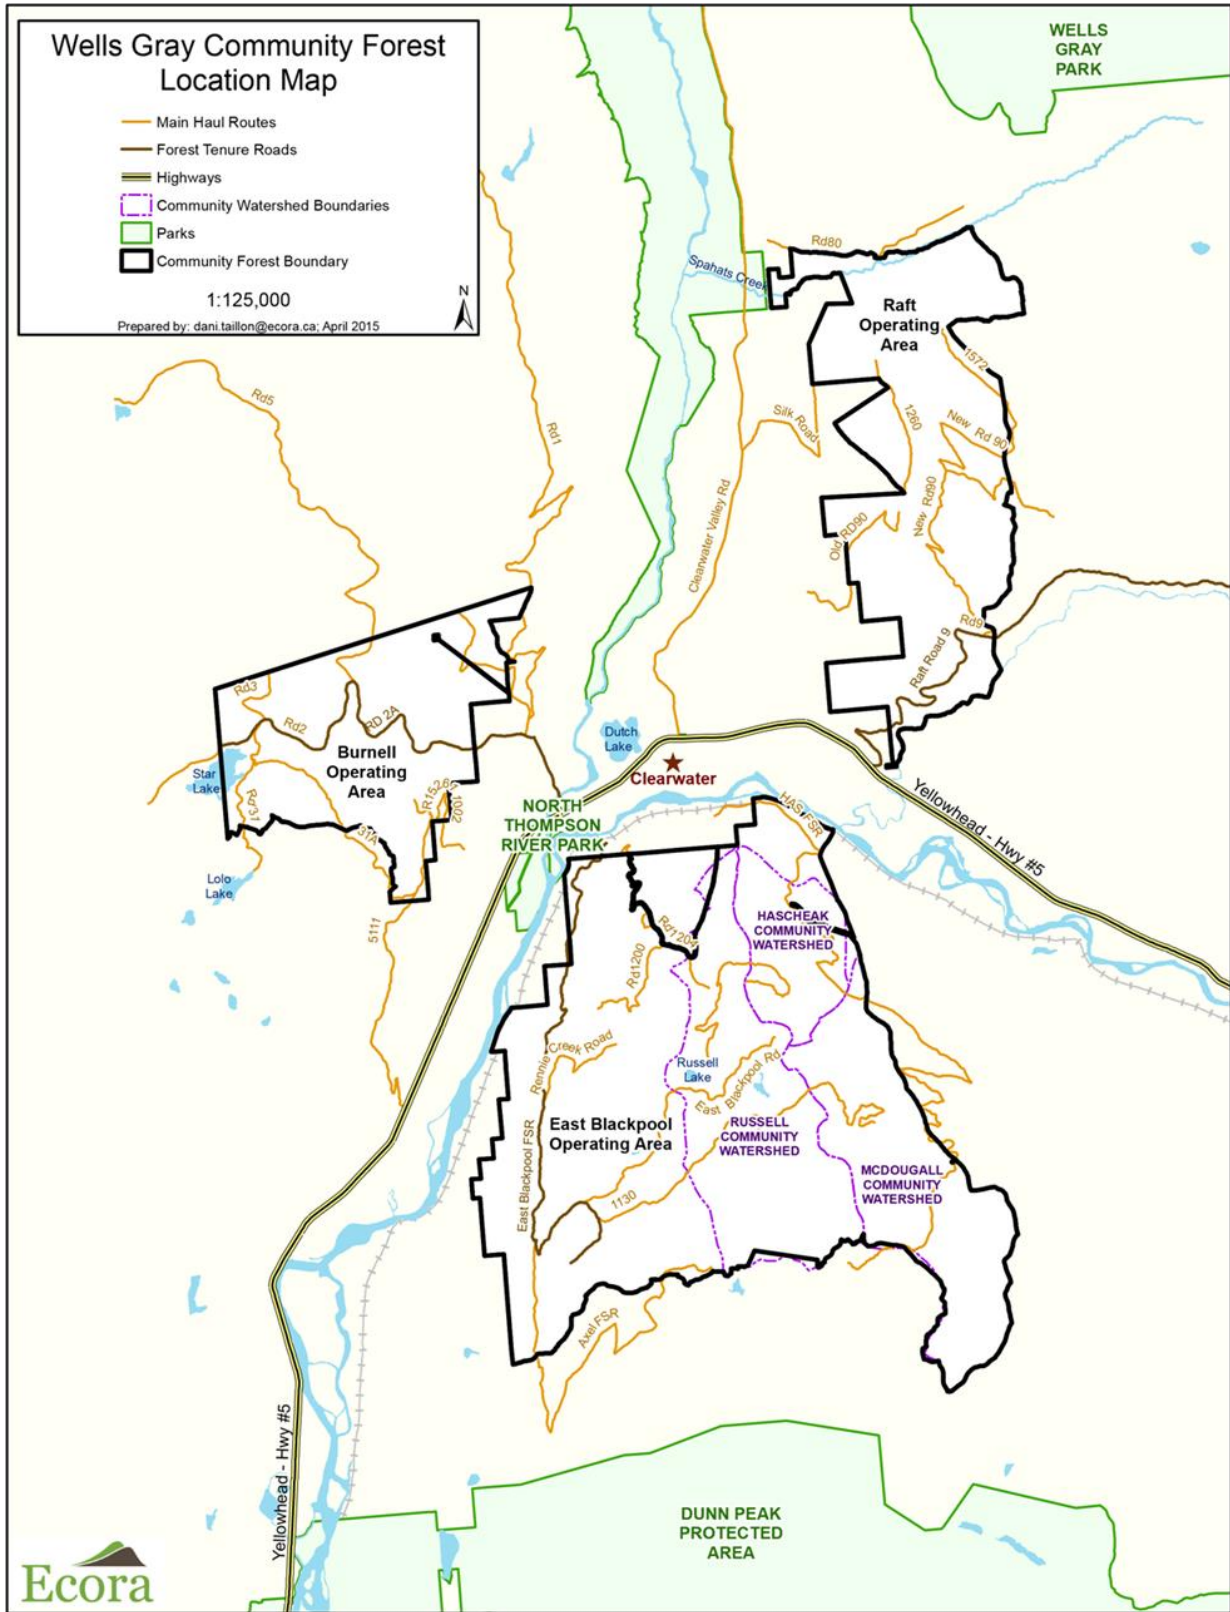 Wells Gray Community Forest
Location Map
Main Haul Routes
Forest Tenure Roads
Highways
Community Watershed Boundaries
Parks
Community Forest Boundary
1:125,000
N
Prepared by: dani.taillon@ecora.ca; April 2015
WELLS
GRAY
PARK
Rd80
Spahats Creek
Raft
Operating
Area
1572
Rd5
Rd1
Silk Road
1260
New Rd 90
Clearwater Valley Rd
New Rd90
Old RD90
Rd9
Raft Road 9
Rd3
Rd2
RD 2A
Burnell
Operating
Area
Star
Lake
Rd'31
31A
1002
Lolo
Lake
5111
Dutch
Lake
Clearwater
NORTH
THOMPSON
RIVER PARK
HAS FSR
Yellowhead - Hwy #5
HASCHEAK
COMMUNITY
WATERSHED
Rd1204
Rd1200
Rennie Creek Road
Russell
Lake
East Blackpool Rd
East Blackpool
Operating Area
RUSSELL
COMMUNITY
WATERSHED
MCDOUGALL
COMMUNITY
WATERSHED
East Blackpool FSR
1130
Axel FSR
Yellowhead - Hwy #5
DUNN PEAK
PROTECTED
AREA
Ecora